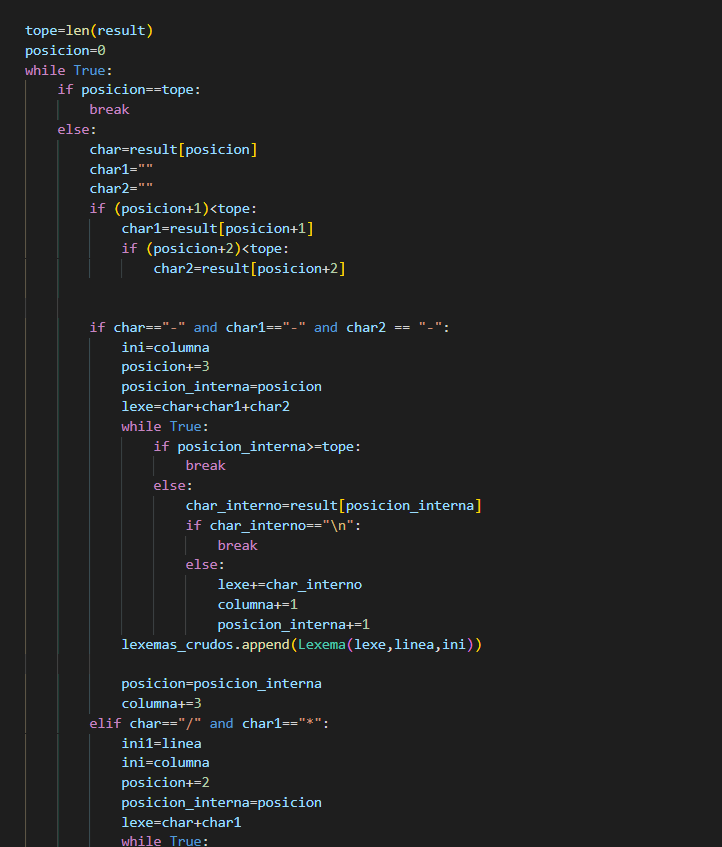 tope=len(result)
posicion=0
while True:
    if posicion==tope:
        break
    else:
        char=result[posicion]
        char1=""
        char2=""
        if (posicion+1)<tope:
            char1=result[posicion+1]
            if (posicion+2)<tope:
                char2=result[posicion+2]
        if char=="-" and char1=="-" and char2 == "-":
            ini=columna
            posicion+=3
            posicion_interna=posicion
            lexe=char+char1+char2
            while True:
                if posicion_interna>=tope:
                    break
                else:
                    char_interno=result[posicion_interna]
                    if char_interno=="\n":
                        break
                    else:
                        lexe+=char_interno
                        columna+=1
                        posicion_interna+=1
            lexemas_crudos.append(Lexema(lexe,linea,ini))
            posicion=posicion_interna
            columna+=3
        elif char=="/" and char1=="*":
            ini1=linea
            ini=columna
            posicion+=2
            posicion_interna=posicion
            lexe=char+char1
            while True: